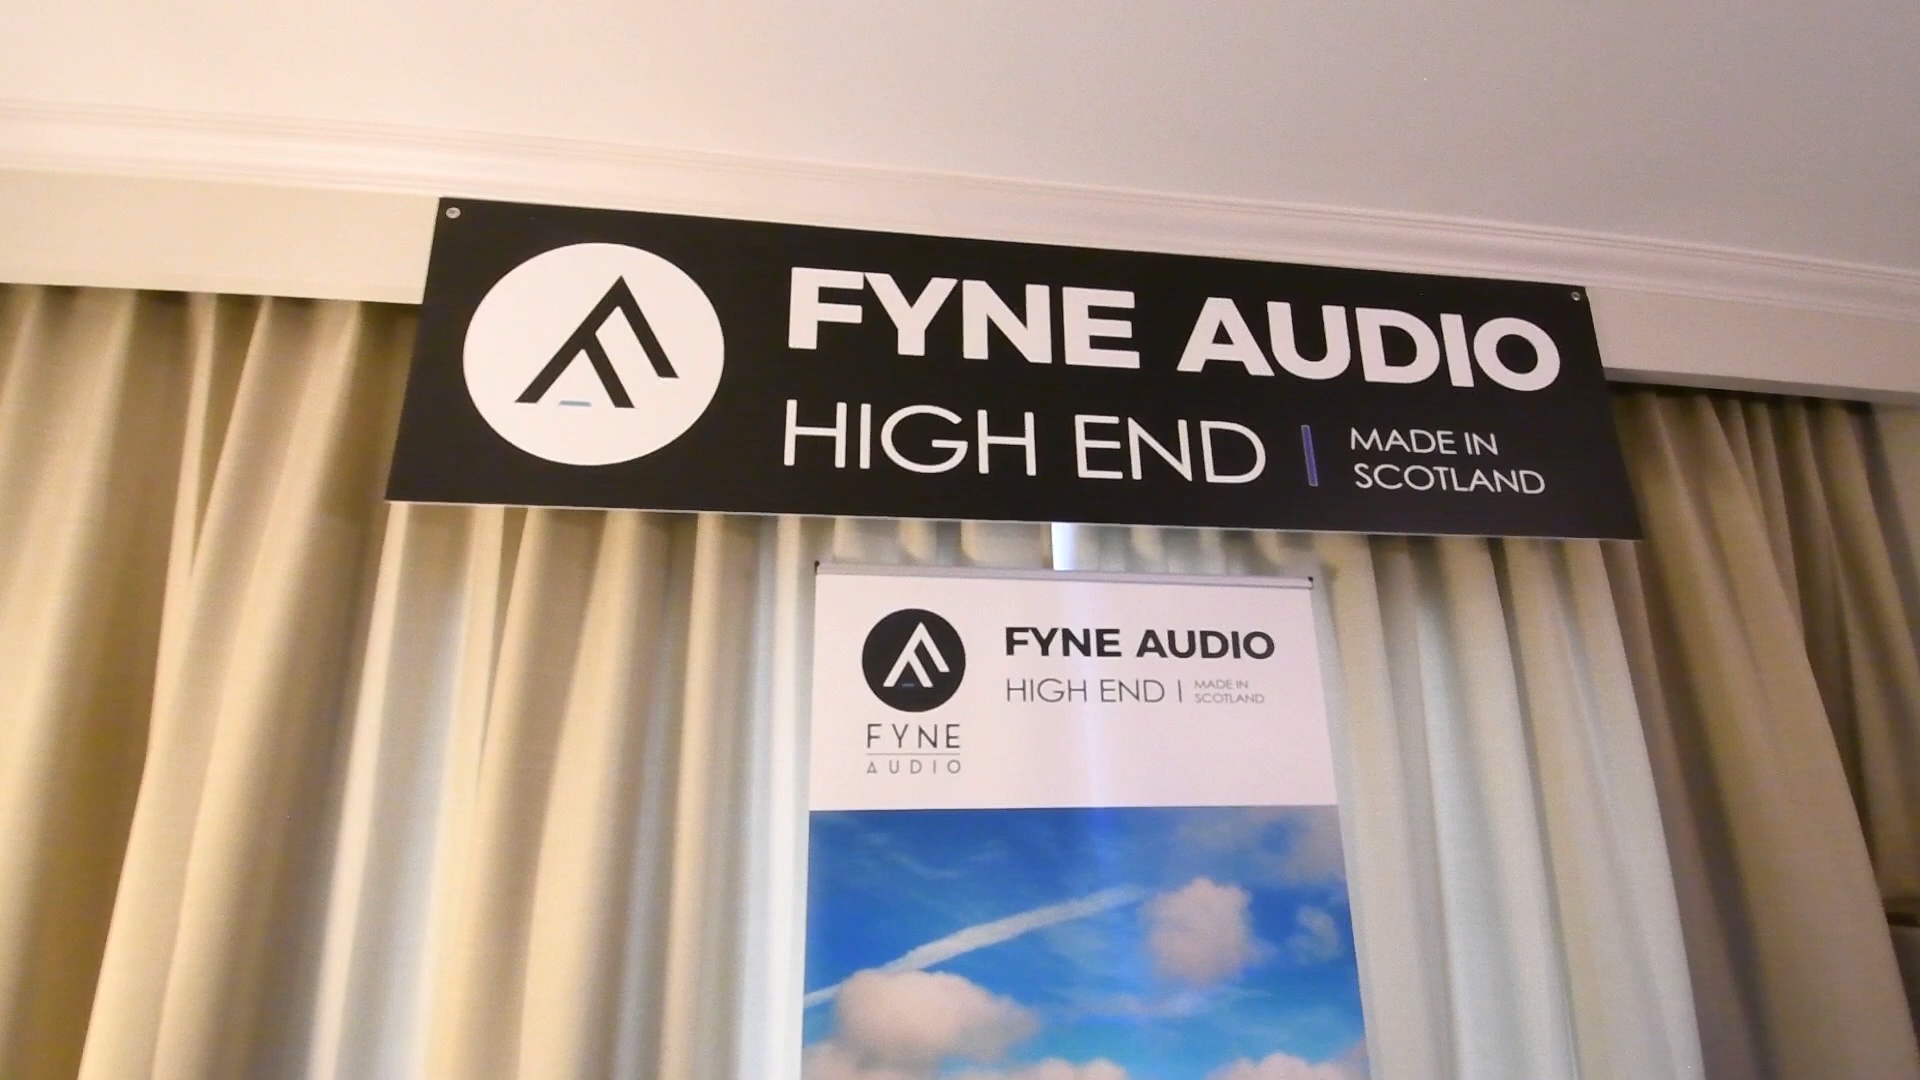 FYNE AUDIO
HIGH END | MADE IN
SCOTLAND
FYNE AUDIO
HIGH END | MADE IN
SCOTLAND
FYNE
AUDIO